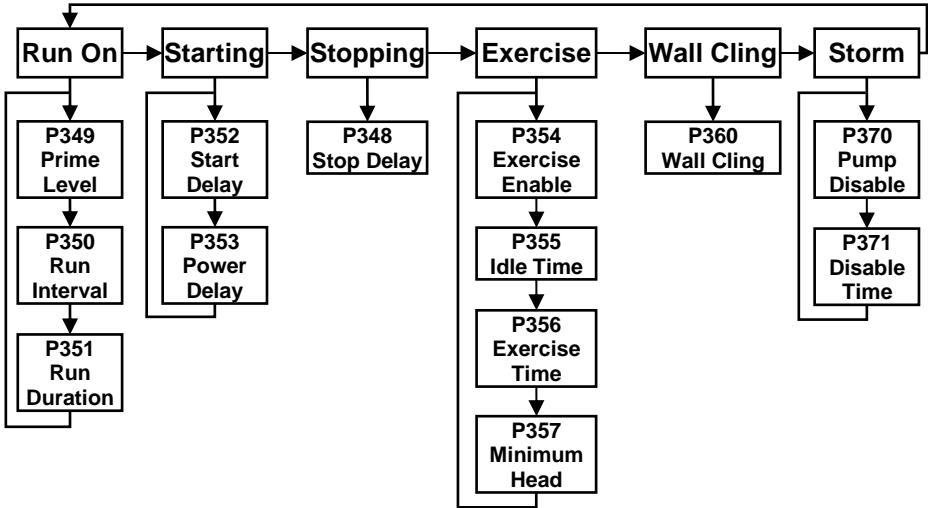 Run On
Starting
Stopping
Exercise
Wall Cling
Storm
P349
Prime
Level
P350
Run
Interval
P351
Run
Duration
P352
Start
Delay
P353
Power
Delay
P348
Stop Delay
P354
Exercise
Enable
P355
Idle Time
P356
Exercise
Time
P357
Minimum
Head
P360
Wall Cling
P370
Pump
Disable
P371
Disable
Time